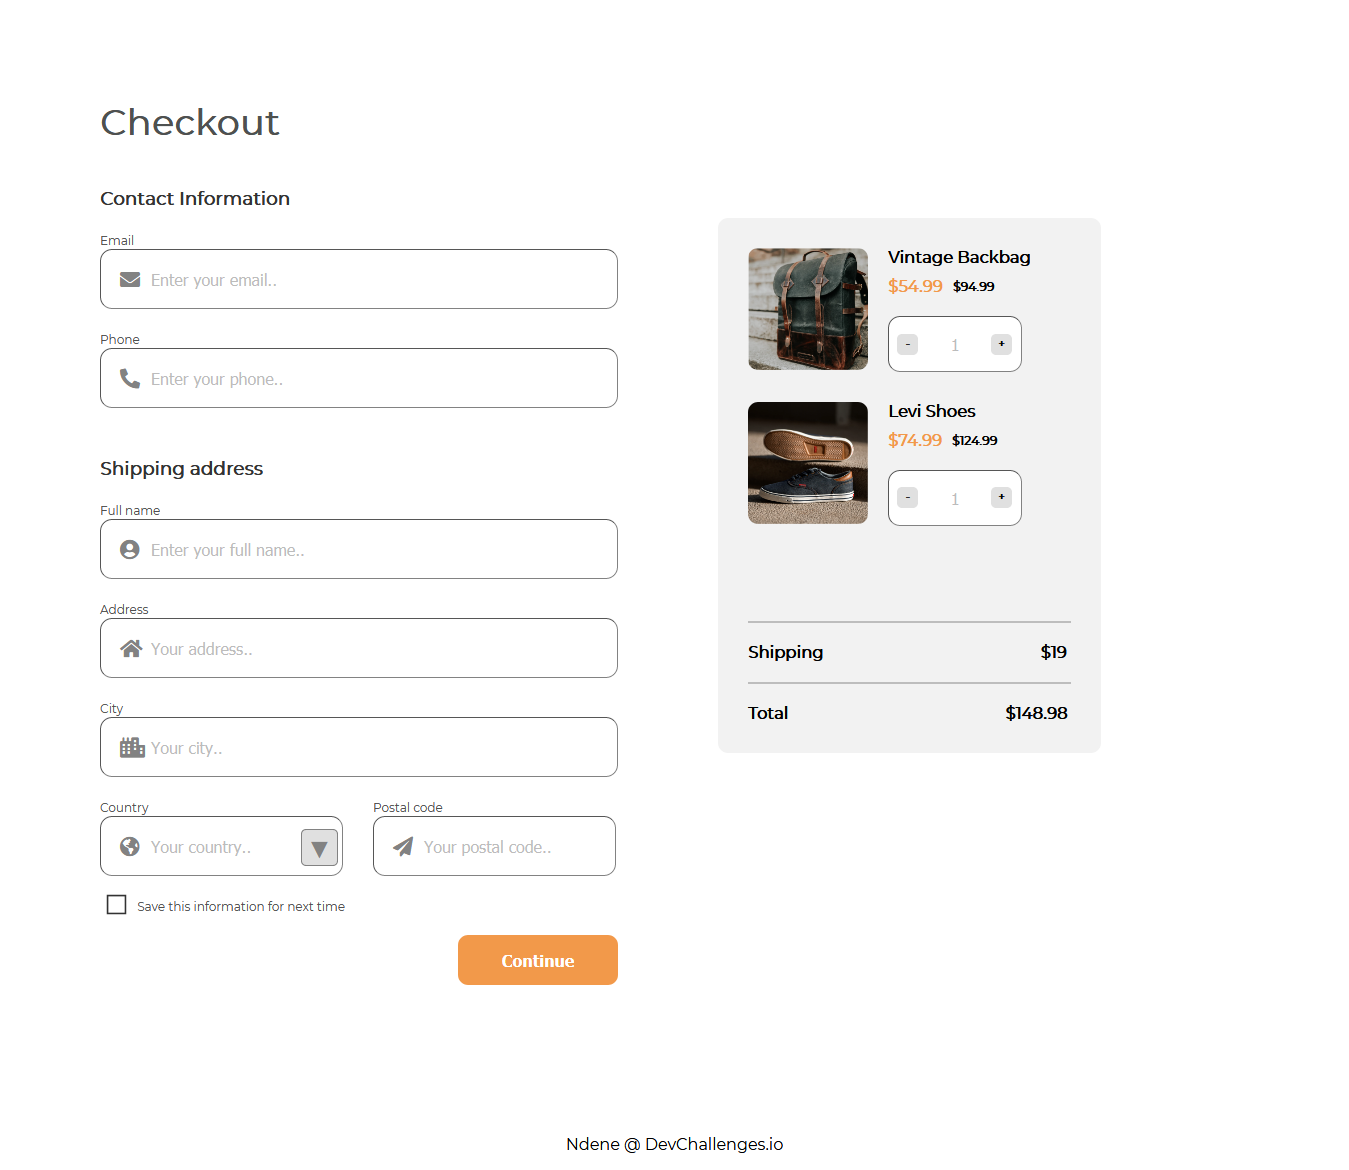 Checkout
Contact Information
Email
Enter your email..
Phone
Enter your phone..
Shipping address
Full name
Enter your full name..
Address
Your address..
City
Your city..
Country
Your country..
▼
Postal code
Your postal code..
Save this information for next time
Continue
Vintage Backbag
$54.99 $94.99
- 1 +
Levi Shoes
$74.99 $124.99
- 1 +
Shipping $19
Total $148.98
Ndene @ DevChallenges.io